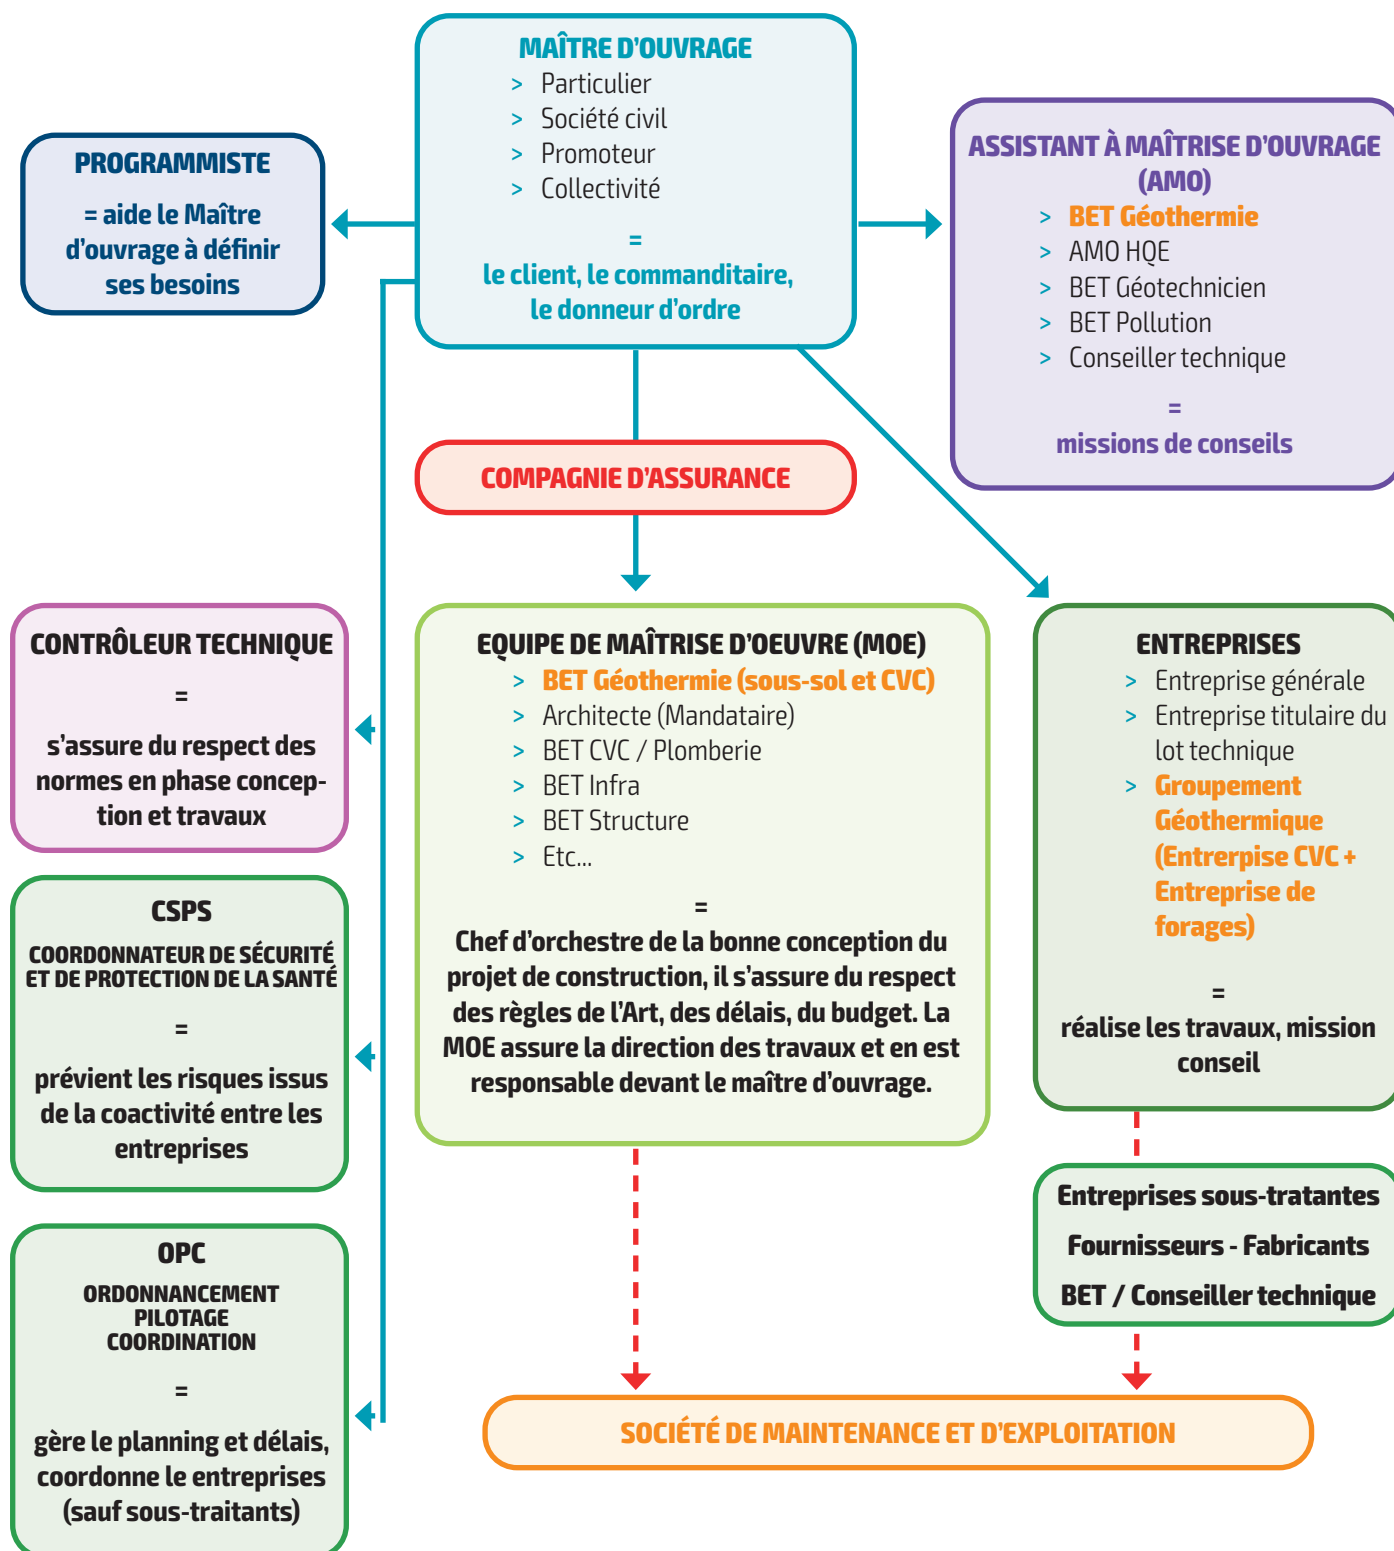 MAÎTRE D'OUVRAGE
> Particulier
> Société civil
> Promoteur
> Collectivité
=
le client, le commanditaire,
le donneur d'ordre
PROGRAMMISTE
= aide le Maître
d'ouvrage à définir
ses besoins
ASSISTANT À MAÎTRISE D'OUVRAGE
(AMO)
> BET Géothermie
> AMO HQE
> BET Géotechnicien
> BET Pollution
> Conseiller technique
=
missions de conseils
COMPAGNIE D'ASSURANCE
CONTRÔLEUR TECHNIQUE
=
s'assure du respect des
normes en phase concep-
tion et travaux
EQUIPE DE MAÎTRISE D'OEUVRE (MOE)
> BET Géothermie (sous-sol et CVC)
> Architecte (Mandataire)
> BET CVC / Plomberie
> BET Infra
> BET Structure
> Etc...
=
Chef d'orchestre de la bonne conception du
projet de construction, il s'assure du respect
des règles de l'Art, des délais, du budget. La
MOE assure la direction des travaux et en est
responsable devant le maître d'ouvrage.
ENTREPRISES
> Entreprise générale
> Entreprise titulaire du
lot technique
> Groupement
Géothermique
(Entrerpise CVC +
Entreprise de
forages)
=
réalise les travaux, mission
conseil
CSPS
COORDONNATEUR DE SÉCURITÉ
ET DE PROTECTION DE LA SANTÉ
=
prévient les risques issus
de la coactivité entre les
entreprises
Entreprises sous-tratantes
Fournisseurs - Fabricants
BET / Conseiller technique
OPC
ORDONNANCEMENT
PILOTAGE
COORDINATION
=
gère le planning et délais,
coordonne le entreprises
(sauf sous-traitants)
SOCIÉTÉ DE MAINTENANCE ET D'EXPLOITATION